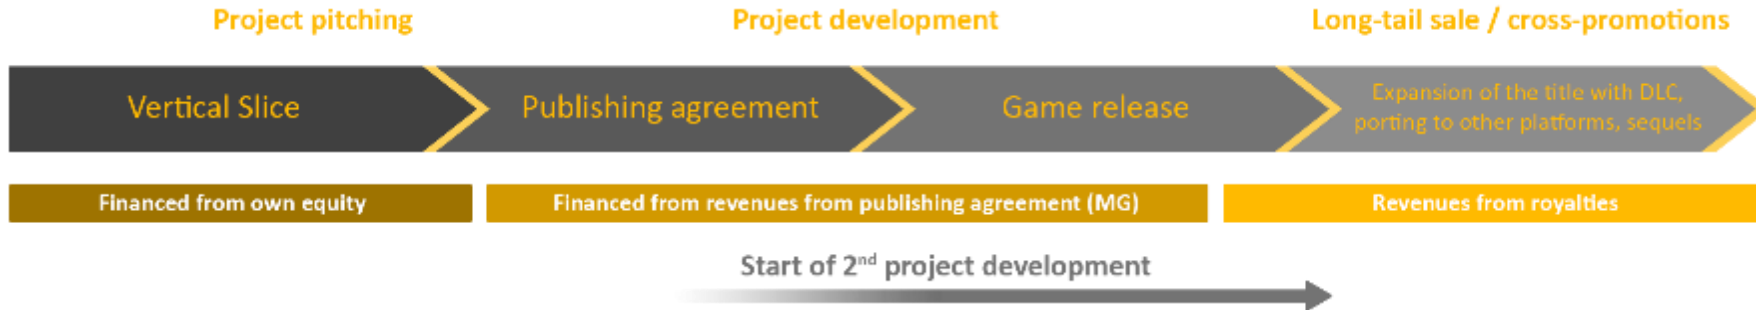 Project pitching
Project development
Long-tail sale / cross-promotions
Vertical Slice
Publishing agreement
Game release
Expansion of the title with DLC,
porting to other platforms, sequels
Financed from own equity
Financed from revenues from publishing agreement (MG)
Revenues from royalties
Start of 2nd project development